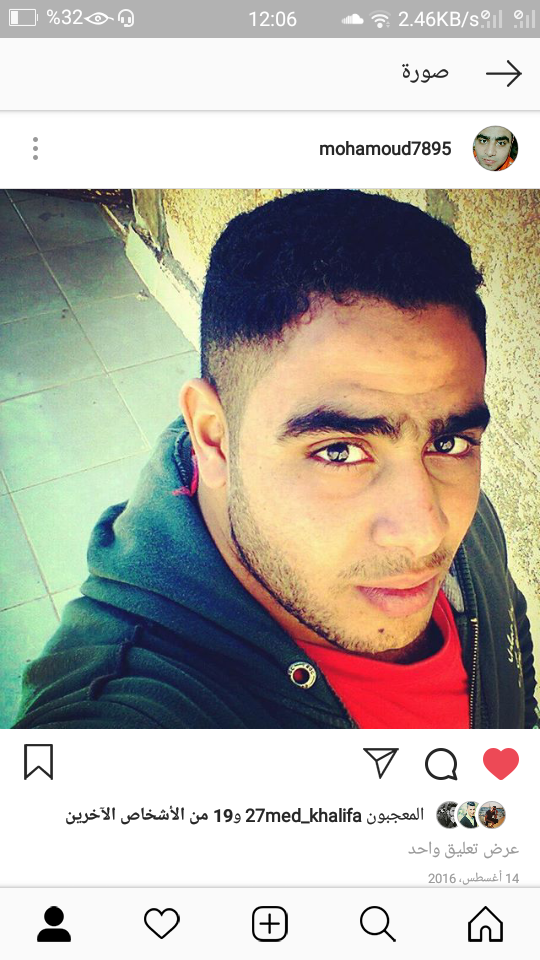 %32 12:06 2.46KB/s
صورة
mohamoud7895
المعجبون 27med_khalifa و19 من الأشخاص الآخرين
عرض تعليق واحد
14 أغسطس، 2016